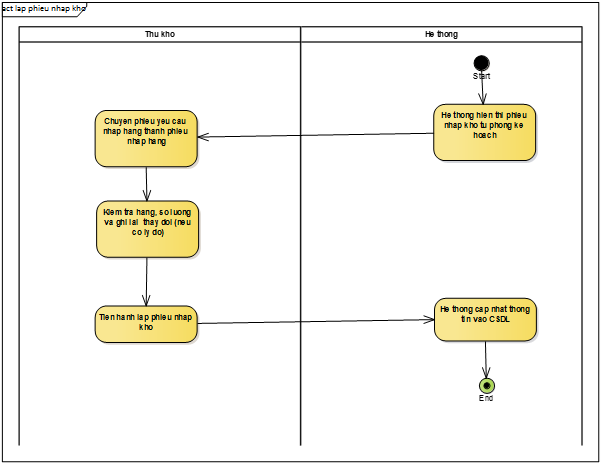 act lap phieu nhap kho
Thu kho
He thong
Start
He thong hien thi phieu
nhap kho tu phong ke
hoach
Chuyen phieu yeu cau
nhap hang thanh phieu
nhap hang
Kiem tra hang, so luong
va ghi lai thay doi (neu
co ly do)
Tien hanh lap phieu nhap
kho
He thong cap nhat thong
tin vao CSDL
End